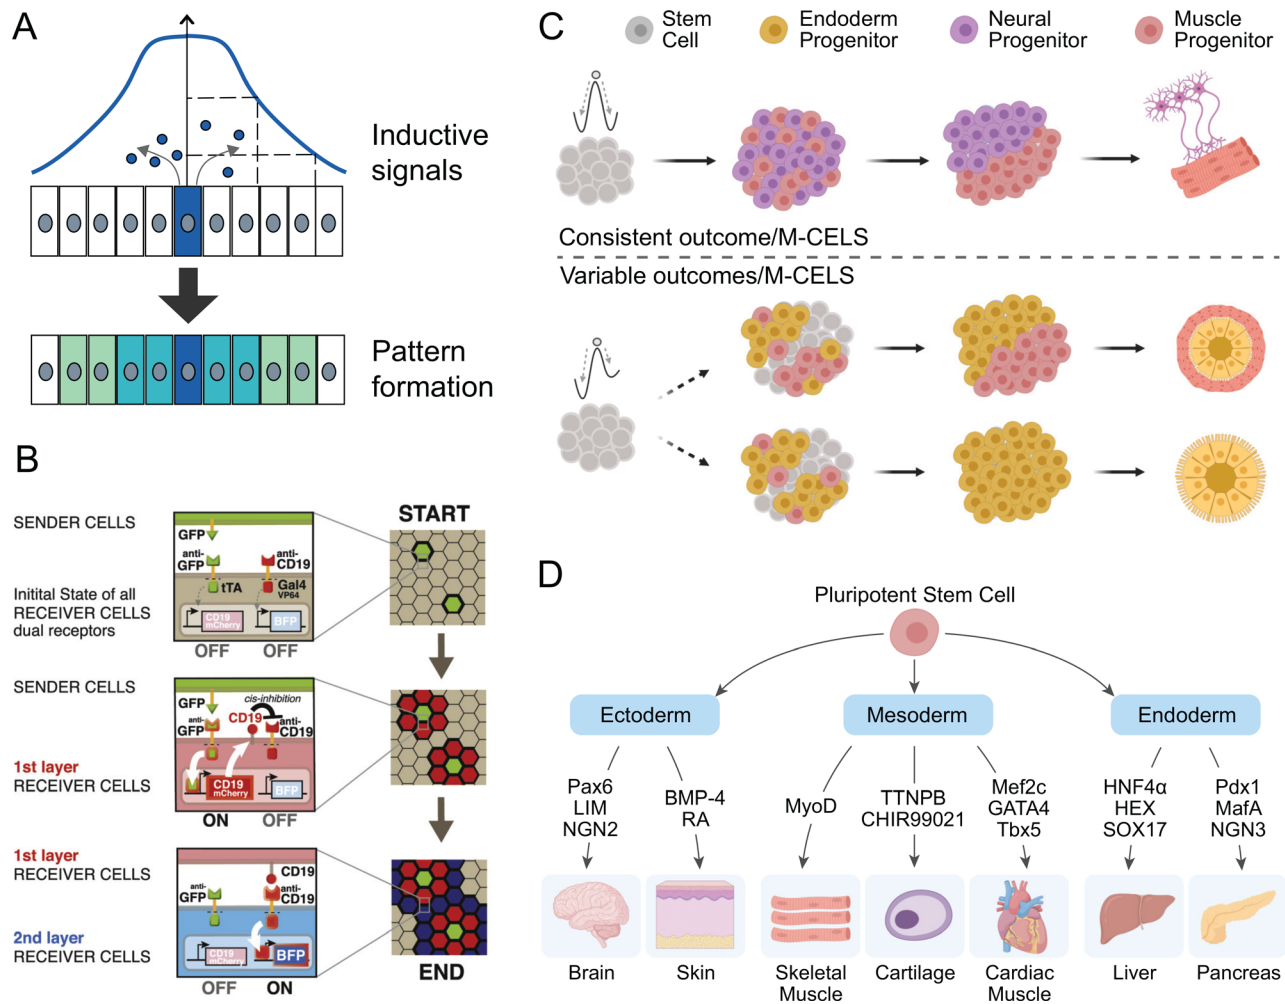 A
Inductive
signals
Pattern
formation
B
SENDER CELLS
Initital State of all
RECEIVER CELLS
dual receptors
GFP
anti-
GFP
anti-
CD19
tTA
Gal4
VP64
CD19
mCherry
BFP
OFF
OFF
START
SENDER CELLS
1st layer
RECEIVER CELLS
GFP
cis-inhibition
CD19
anti-
GFP
anti-
CD19
CD19
mCherry
BFP
ON
OFF
1st layer
RECEIVER CELLS
2nd layer
RECEIVER CELLS
CD19
anti-
GFP
anti-
CD19
CD19
mCherry
BFP
OFF
ON
END
C
Stem
Cell
Endoderm
Progenitor
Neural
Progenitor
Muscle
Progenitor
Consistent outcome/M-CELS
Variable outcomes/M-CELS
D
Pluripotent Stem Cell
Ectoderm
Mesoderm
Endoderm
Pax6
LIM
NGN2
BMP-4
RA
MyoD
TTNPB
CHIR99021
Mef2c
GATA4
Tbx5
HNF4α
HEX
SOX17
Pdx1
MafA
NGN3
Brain
Skin
Skeletal
Muscle
Cartilage
Cardiac
Muscle
Liver
Pancreas